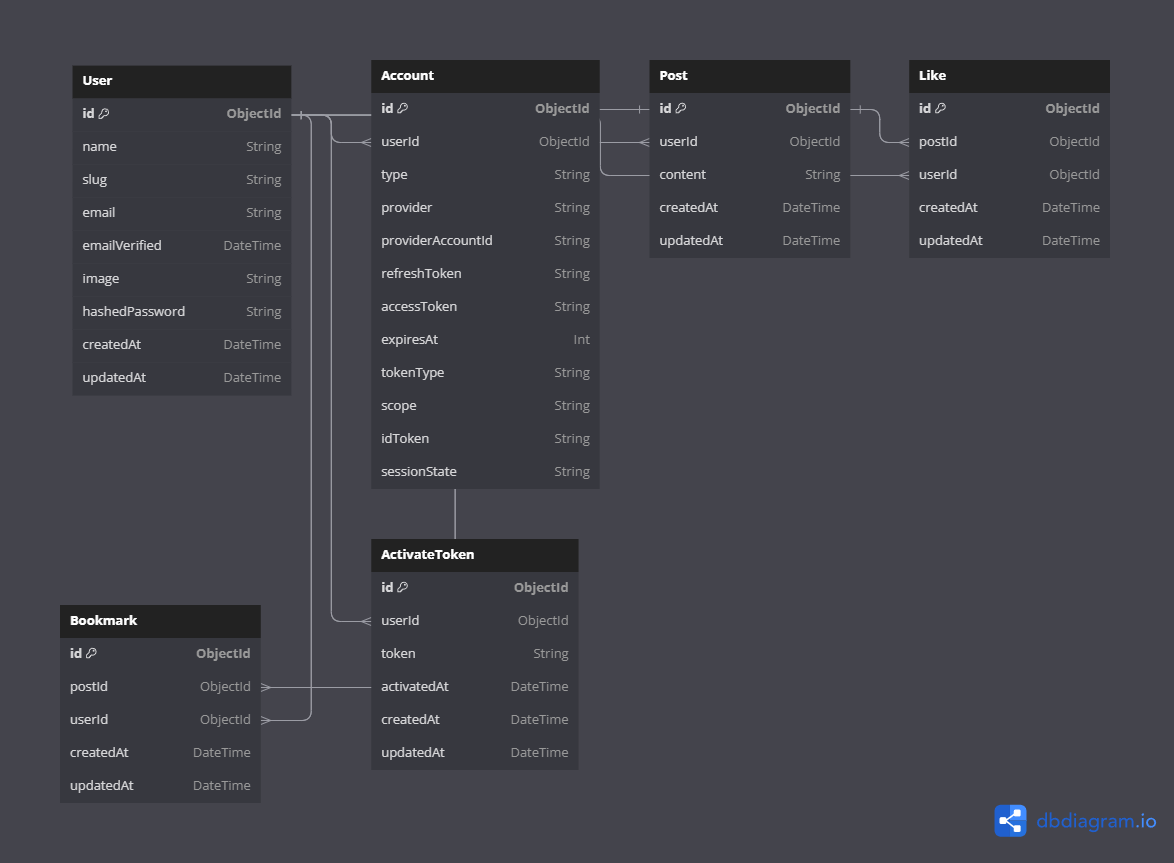 User
id ObjectId
name String
slug String
email String
emailVerified DateTime
image String
hashedPassword String
createdAt DateTime
updatedAt DateTime
Account
id ObjectId
userId ObjectId
type String
provider String
providerAccountId String
refreshToken String
accessToken String
expiresAt Int
tokenType String
scope String
idToken String
sessionState String
Post
id ObjectId
userId ObjectId
content String
createdAt DateTime
updatedAt DateTime
Like
id ObjectId
postId ObjectId
userId ObjectId
createdAt DateTime
updatedAt DateTime
ActivateToken
id ObjectId
userId ObjectId
token String
activatedAt DateTime
createdAt DateTime
updatedAt DateTime
Bookmark
id ObjectId
postId ObjectId
userId ObjectId
createdAt DateTime
updatedAt DateTime
dbdiagram.io